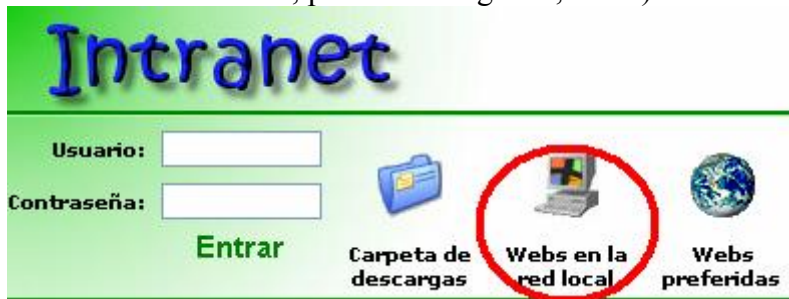 Intranet
Usuario:
Contraseña:
Entrar
Carpeta de
descargas
Webs en la
red local
Webs
preferidas